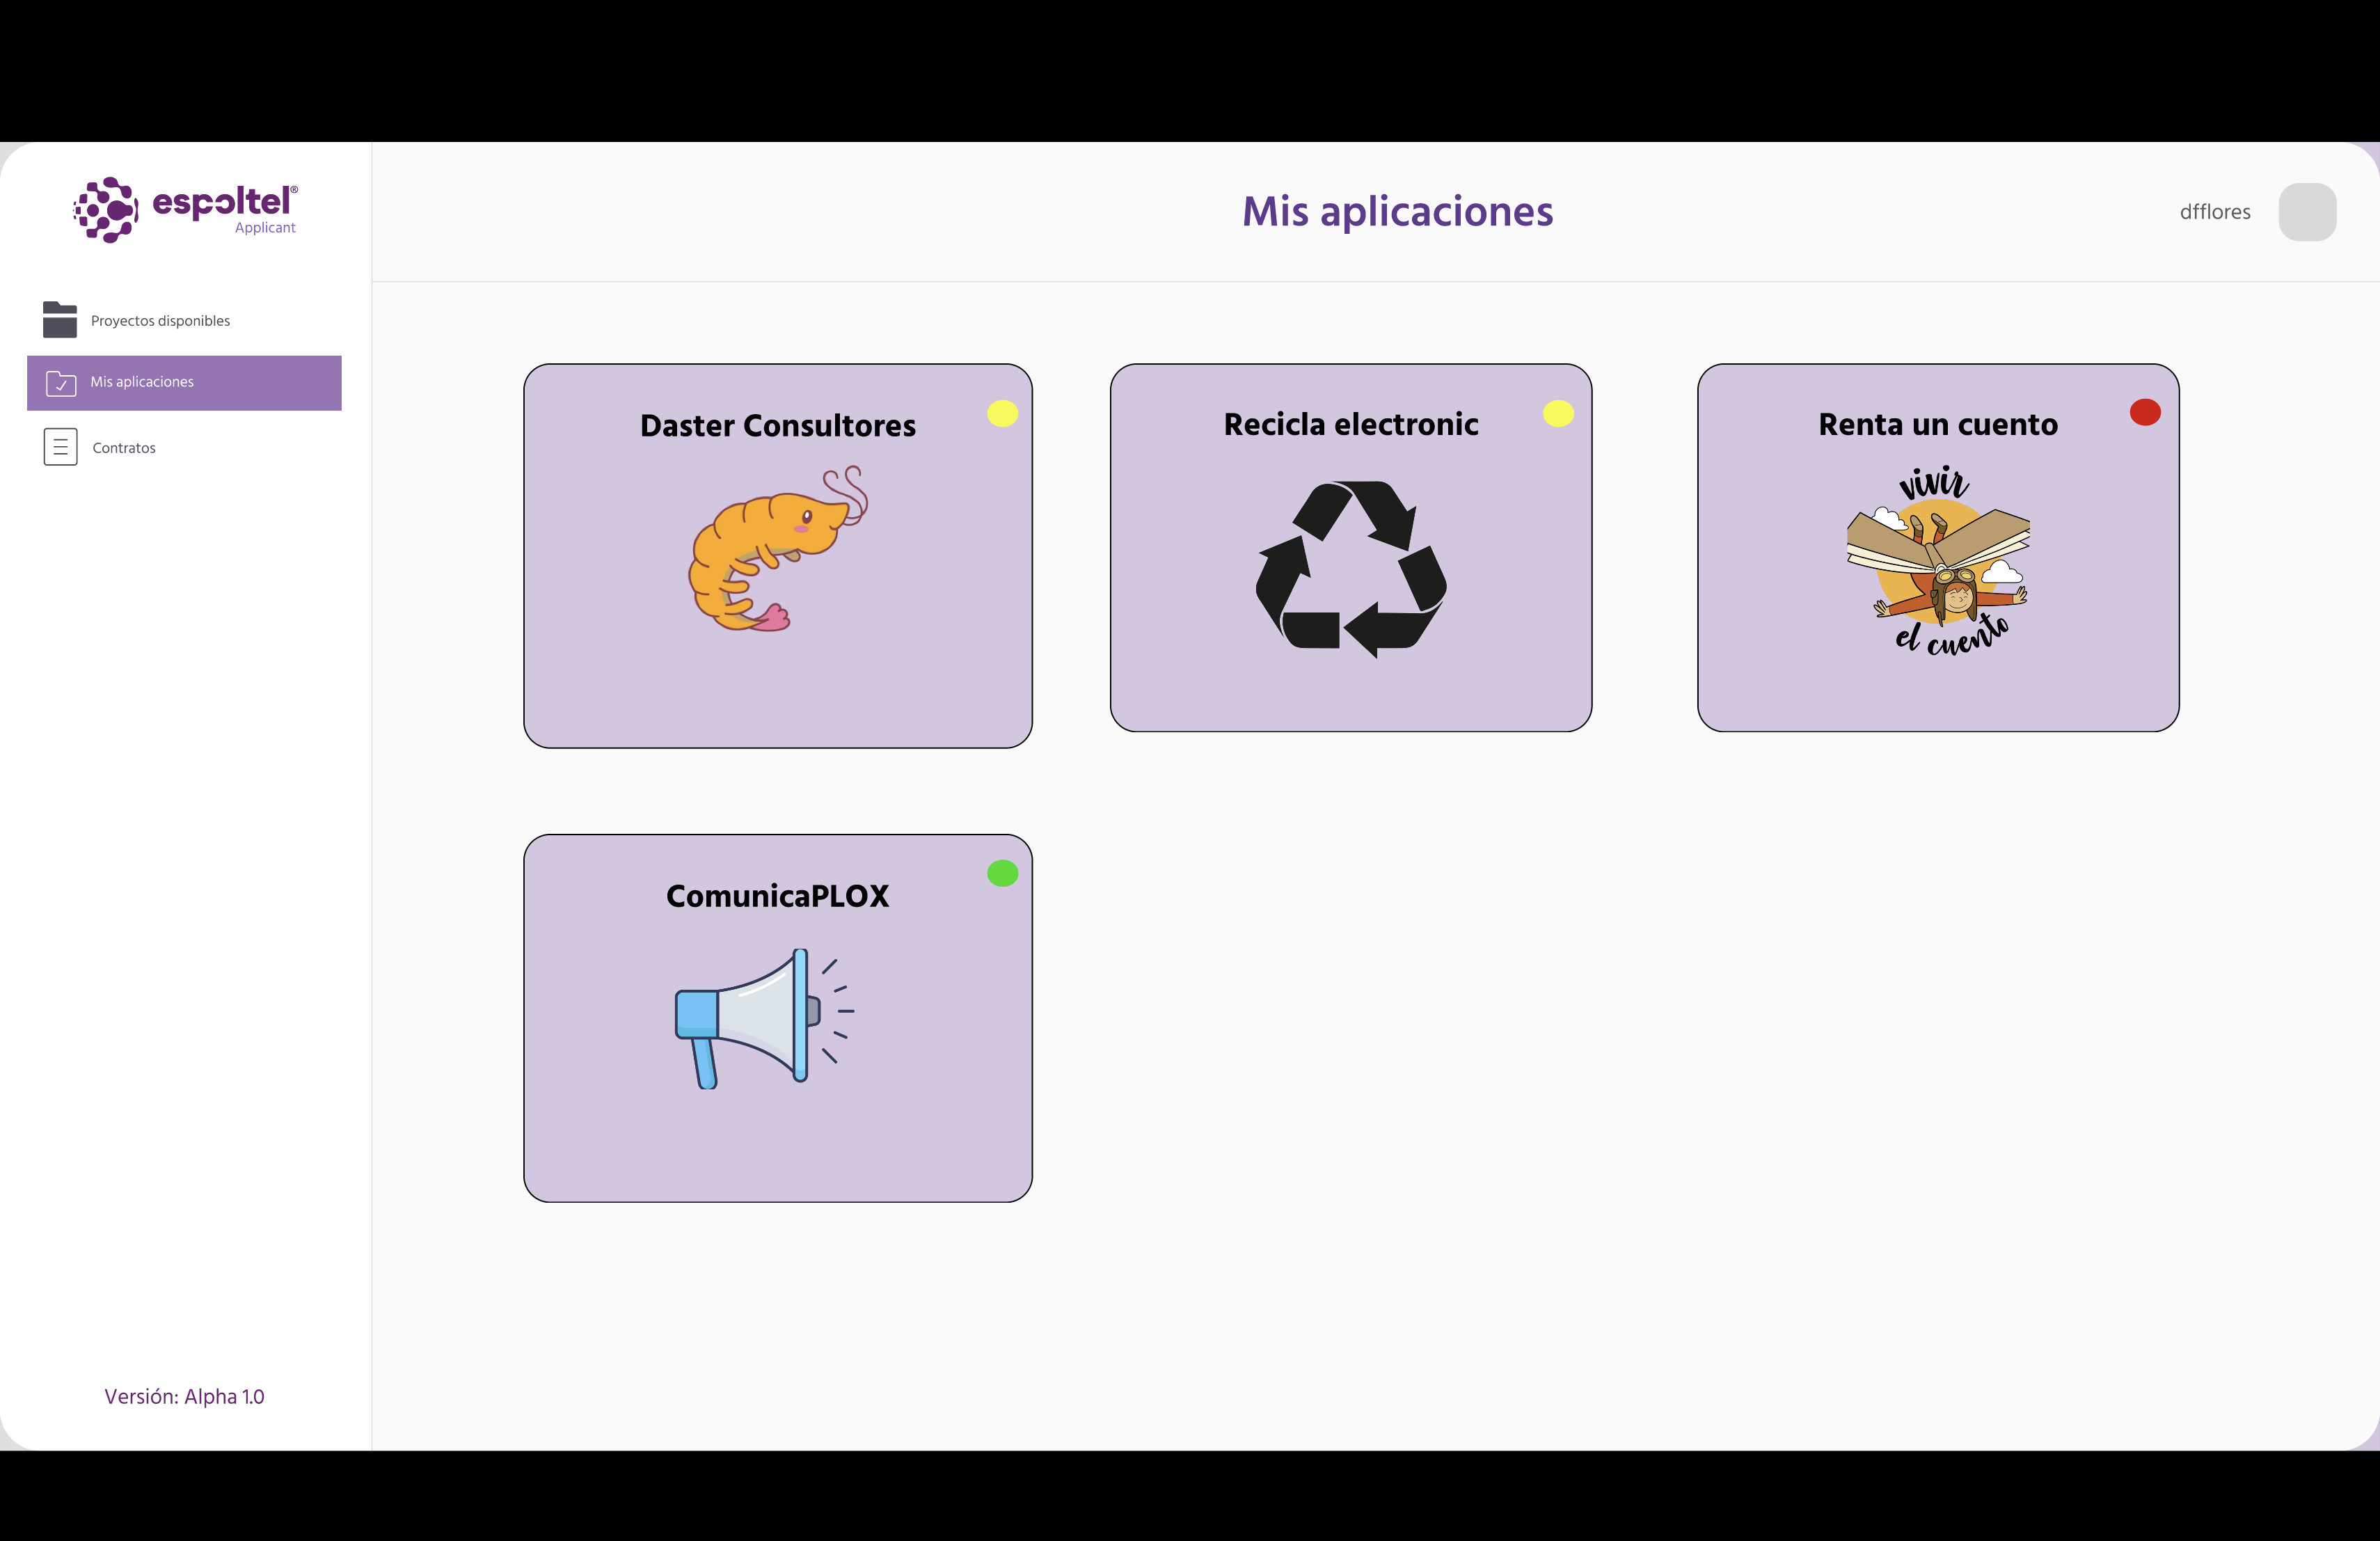 espoltel®
Applicant
Proyectos disponibles
Mis aplicaciones
Contratos
Versión: Alpha 1.0
Mis aplicaciones
dfflores
Daster Consultores
Recicla electronic
Renta un cuento
vivir
el cuento
ComunicaPLOX